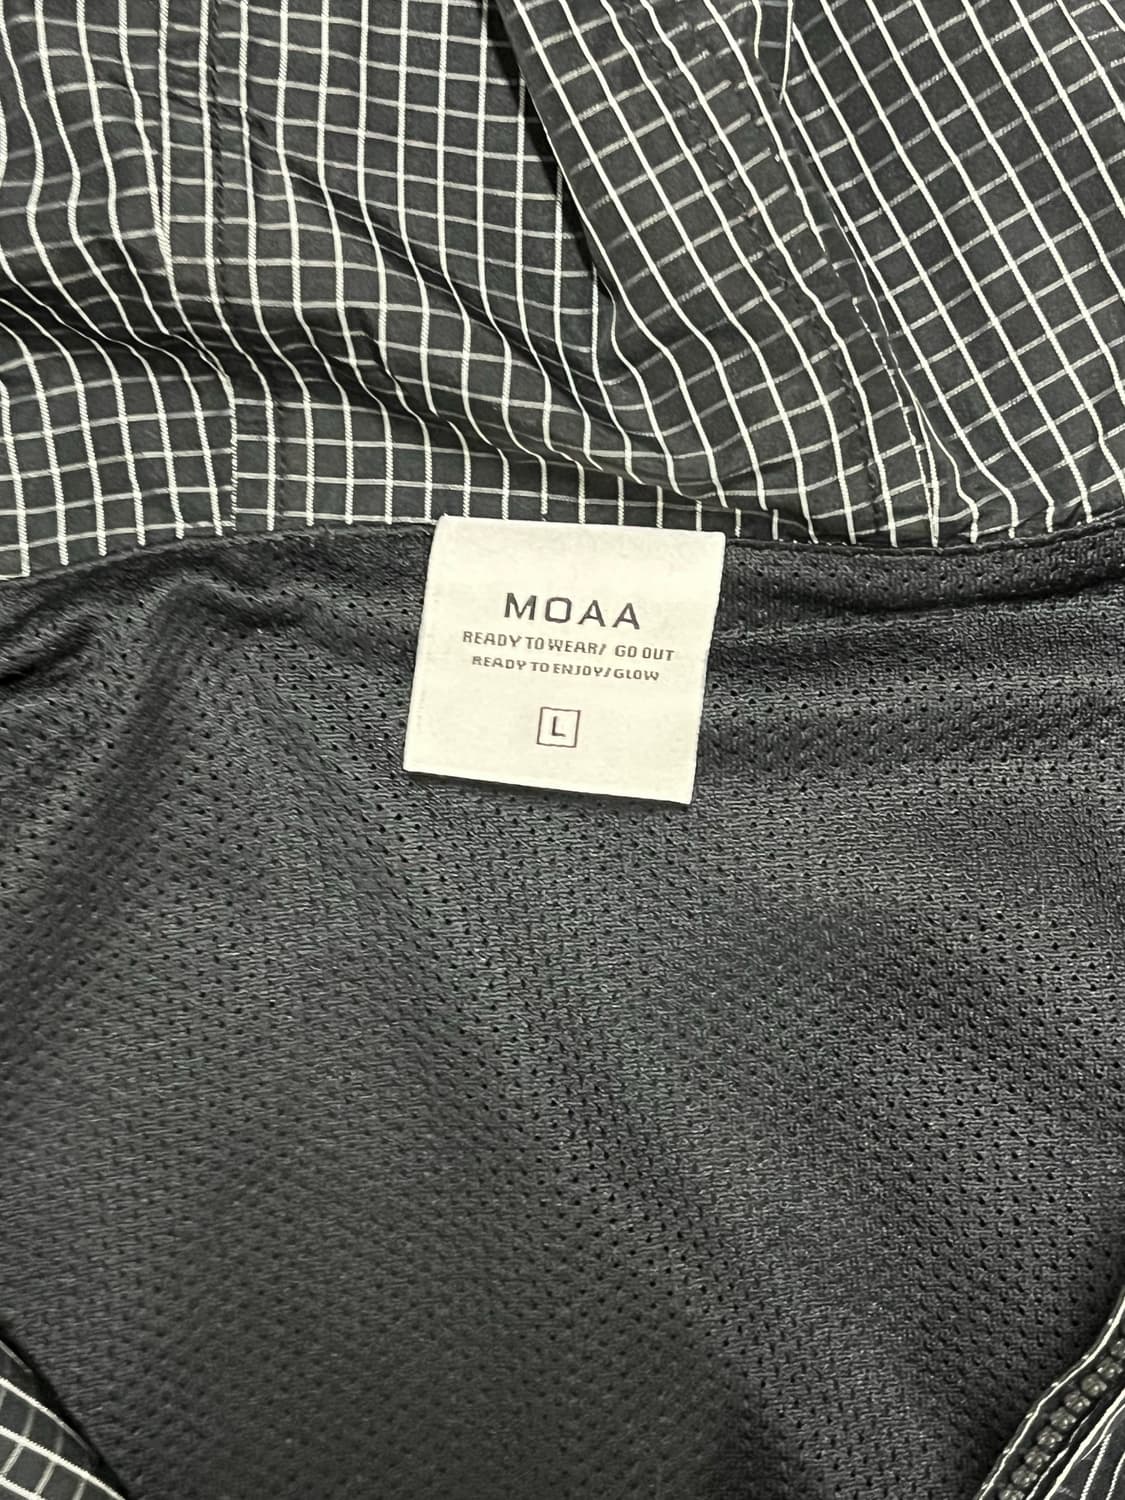 MOAA
READY TO WEAR/ GO OUT
READY TO ENJOY/GLOW
L